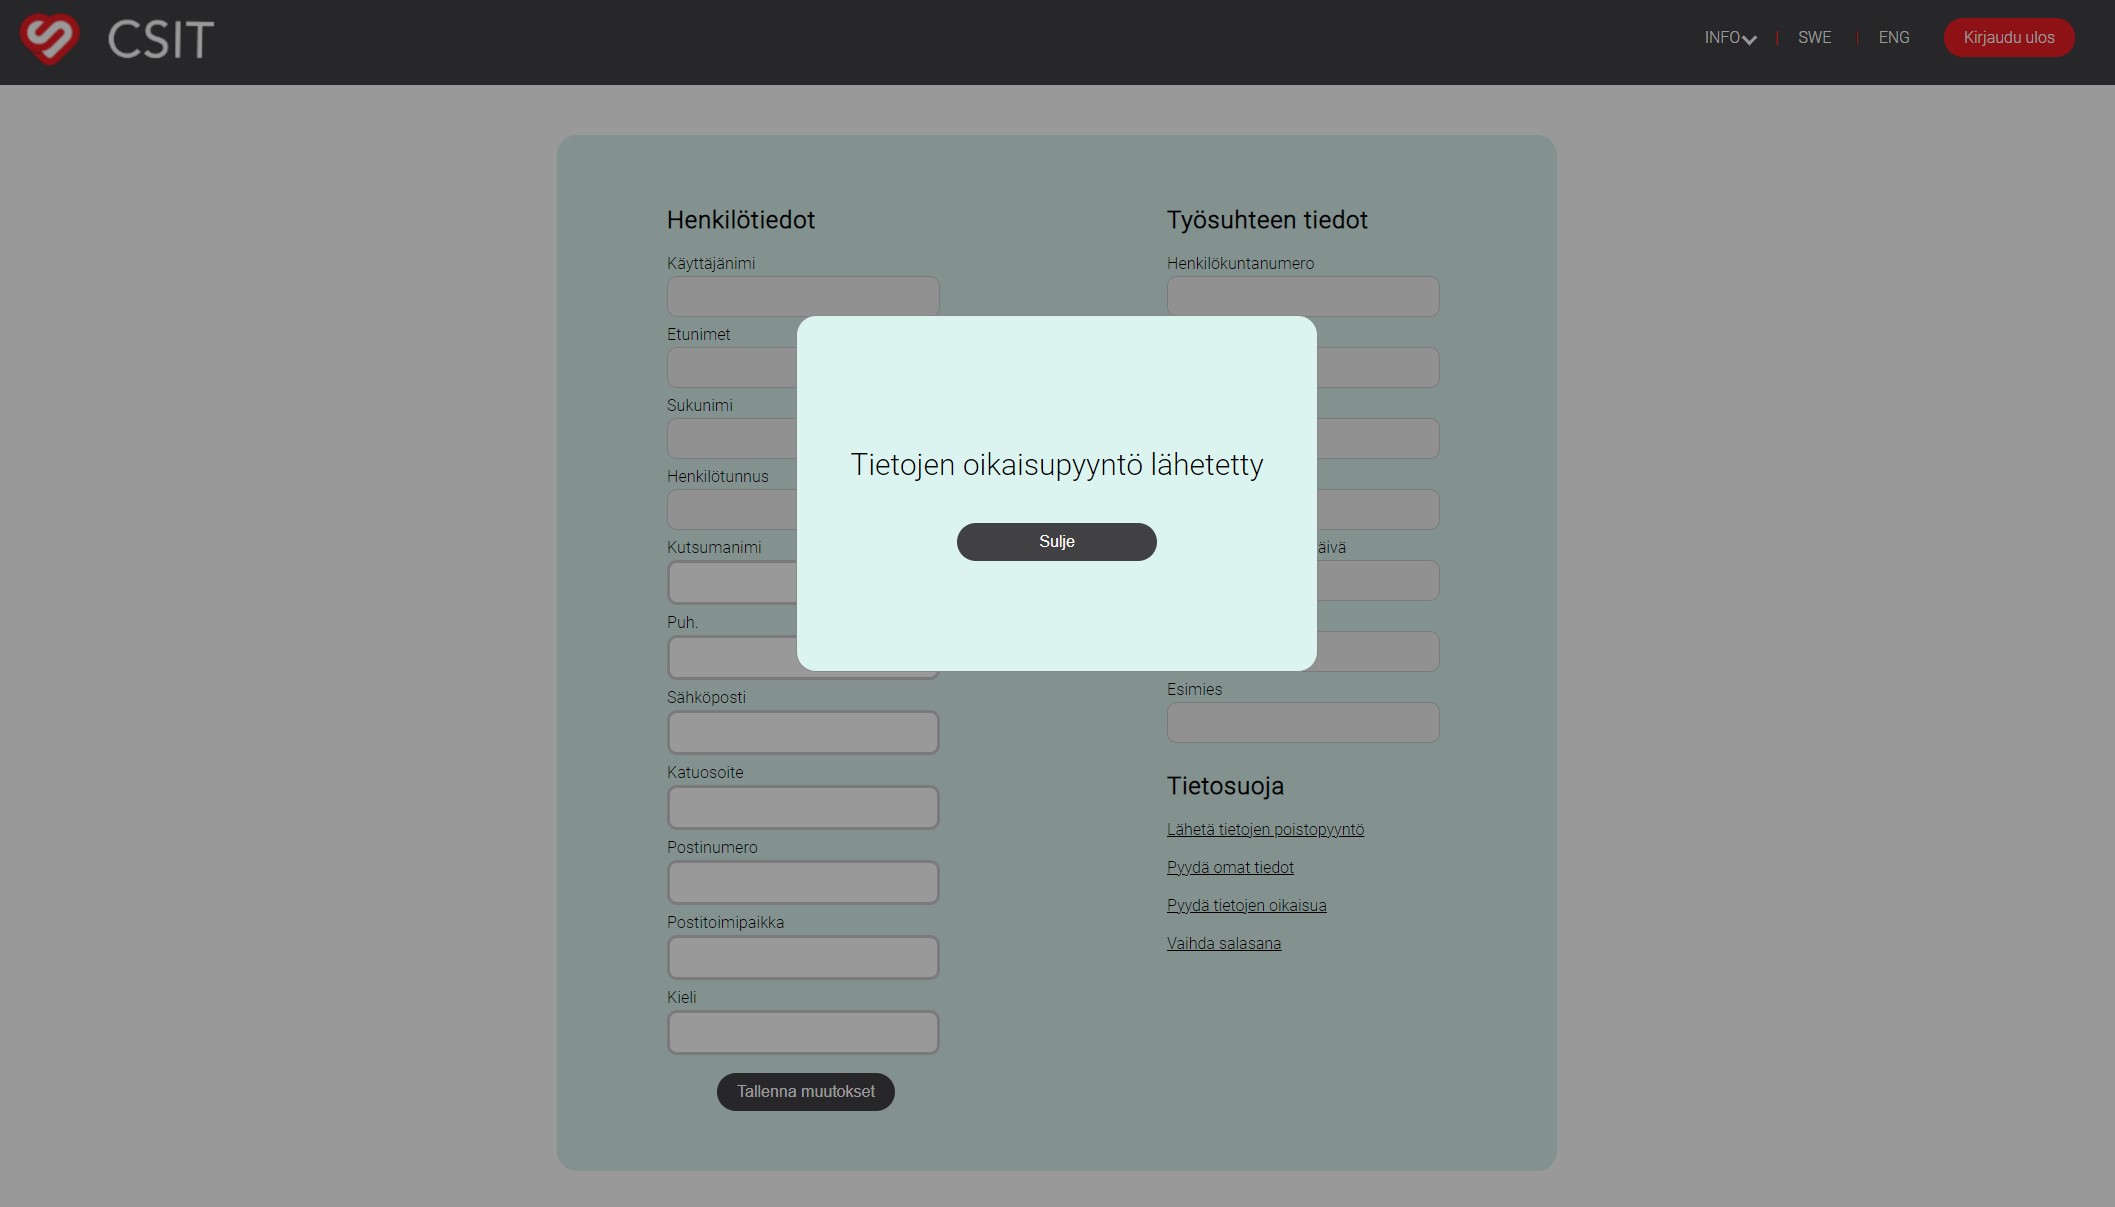 CSIT
INFO
SWE
ENG
Kirjaudu ulos
Henkilötiedot
Käyttäjänimi
Etunimet
Sukunimi
Henkilötunnus
Kutsumanimi
Puh.
Sähköposti
Katuosoite
Postinumero
Postitoimipaikka
Kieli
Tallenna muutokset
Työsuhteen tiedot
Henkilökuntanumero
äivä
Esimies
Tietosuoja
Lähetä tietojen poistopyyntö
Pyydä omat tiedot
Pyydä tietojen oikaisua
Vaihda salasana
Tietojen oikaisupyyntö lähetetty
Sulje